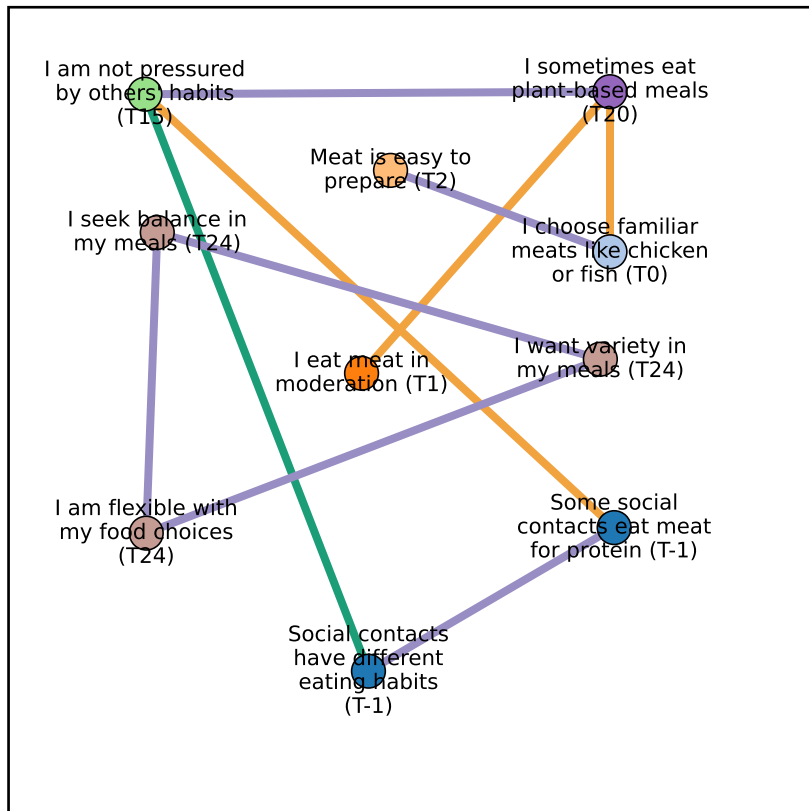 I am not pressured
by others' habits
(T15)
I sometimes eat
plant-based meals
(T20)
Meat is easy to
prepare (T2)
I seek balance in
my meals (T24)
I choose familiar
meats like chicken
or fish (T0)
I eat meat in
moderation (T1)
I want variety in
my meals (T24)
I am flexible with
my food choices
(T24)
Some social
contacts eat meat
for protein (T-1)
Social contacts
have different
eating habits
(T-1)